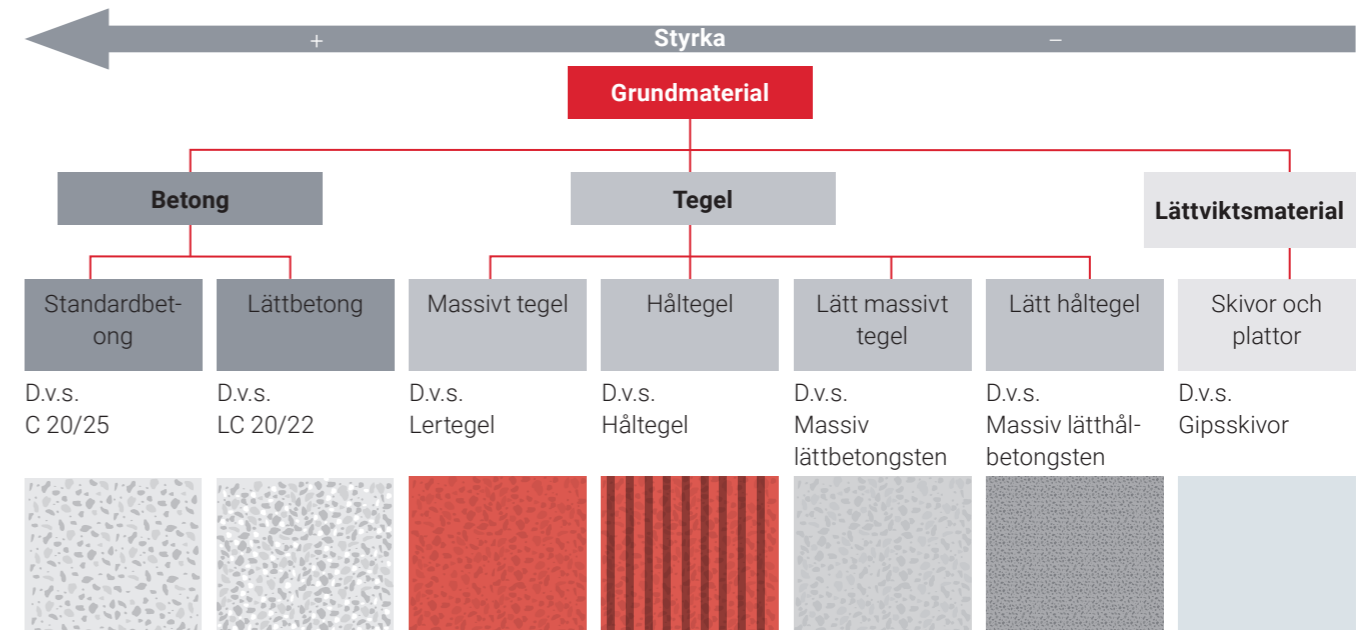 + Styrka –
Grundmaterial
Betong
Tegel
Lättviktsmaterial
Standardbet-
ong
Lättbetong
Massivt tegel
Håltegel
Lätt massivt
tegel
Lätt håltegel
Skivor och
plattor
D.v.s.
C 20/25
D.v.s.
LC 20/22
D.v.s.
Lertegel
D.v.s.
Håltegel
D.v.s.
Massiv
lättbetongsten
D.v.s.
Massiv lätthål-
betongsten
D.v.s.
Gipsskivor